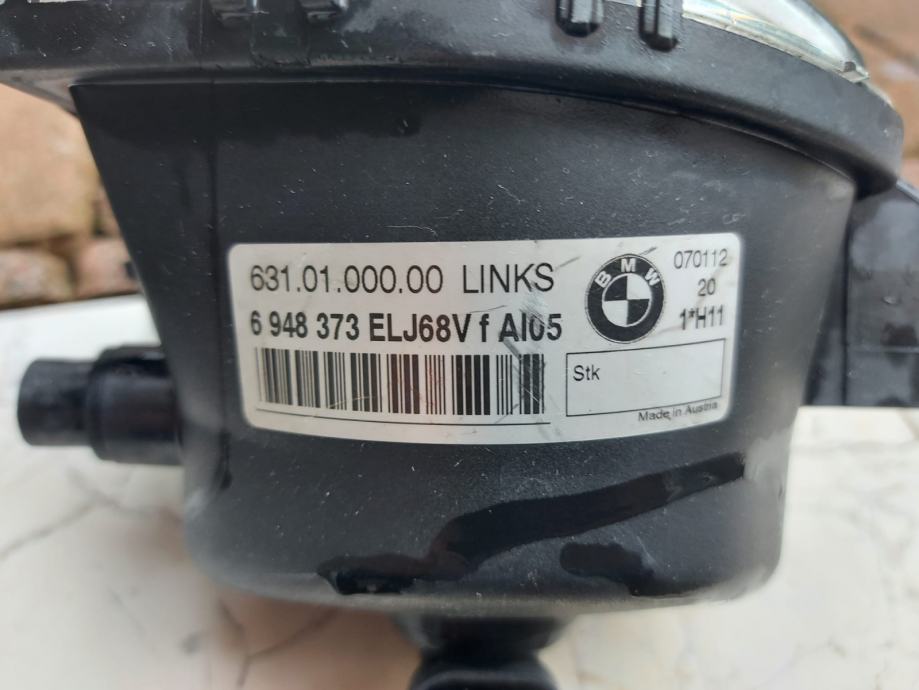 631.01.000.00 LINKS
6 948 373 ELJ68V f AI05
BMW
070112
20
1*H11
Stk
Made in Austria